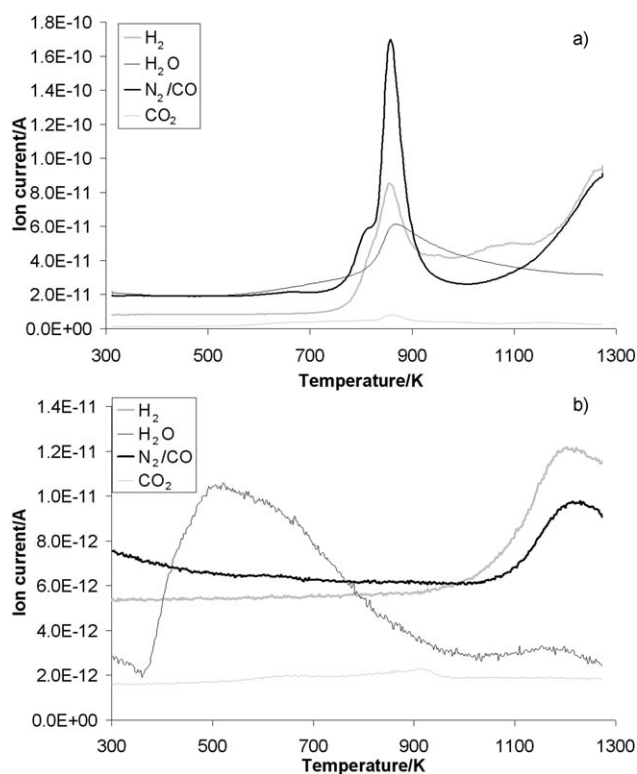 1.8E-10
1.6E-10
1.4E-10
1.2E-10
1.0E-10
8.0E-11
6.0E-11
4.0E-11
2.0E-11
0.0E+00
Ion current/A
H₂
H₂O
N₂/CO
CO₂
a)
300 500 700 900 1100 1300
Temperature/K
1.4E-11
1.2E-11
1.0E-11
8.0E-12
6.0E-12
4.0E-12
2.0E-12
0.0E+00
Ion current/A
H₂
H₂O
N₂/CO
CO₂
b)
300 500 700 900 1100 1300
Temperature/K